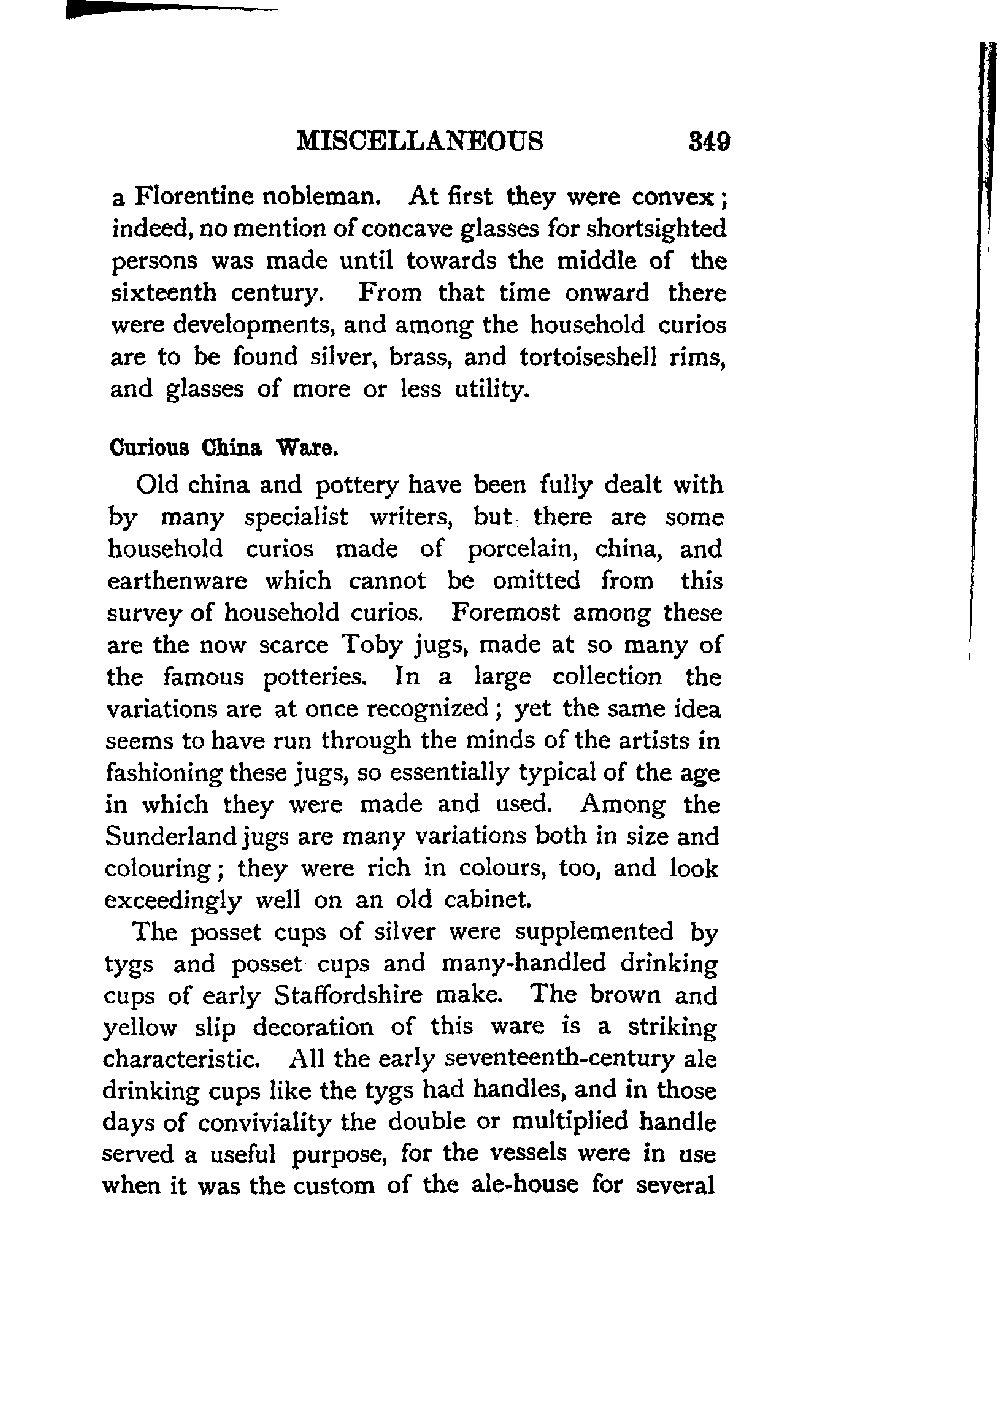 MISCELLANEOUS 349
a Florentine nobleman. At first they were convex;
indeed, no mention of concave glasses for shortsighted
persons was made until towards the middle of the
sixteenth century. From that time onward there
were developments, and among the household curios
are to be found silver, brass, and tortoiseshell rims,
and glasses of more or less utility.
Curious China Ware.
Old china and pottery have been fully dealt with
by many specialist writers, but there are some
household curios made of porcelain, china, and
earthenware which cannot be omitted from this
survey of household curios. Foremost among these
are the now scarce Toby jugs, made at so many of
the famous potteries. In a large collection the
variations are at once recognized; yet the same idea
seems to have run through the minds of the artists in
fashioning these jugs, so essentially typical of the age
in which they were made and used. Among the
Sunderland jugs are many variations both in size and
colouring; they were rich in colours, too, and look
exceedingly well on an old cabinet.
The posset cups of silver were supplemented by
tygs and posset cups and many-handled drinking
cups of early Staffordshire make. The brown and
yellow slip decoration of this ware is a striking
characteristic. All the early seventeenth-century ale
drinking cups like the tygs had handles, and in those
days of conviviality the double or multiplied handle
served a useful purpose, for the vessels were in use
when it was the custom of the ale-house for several